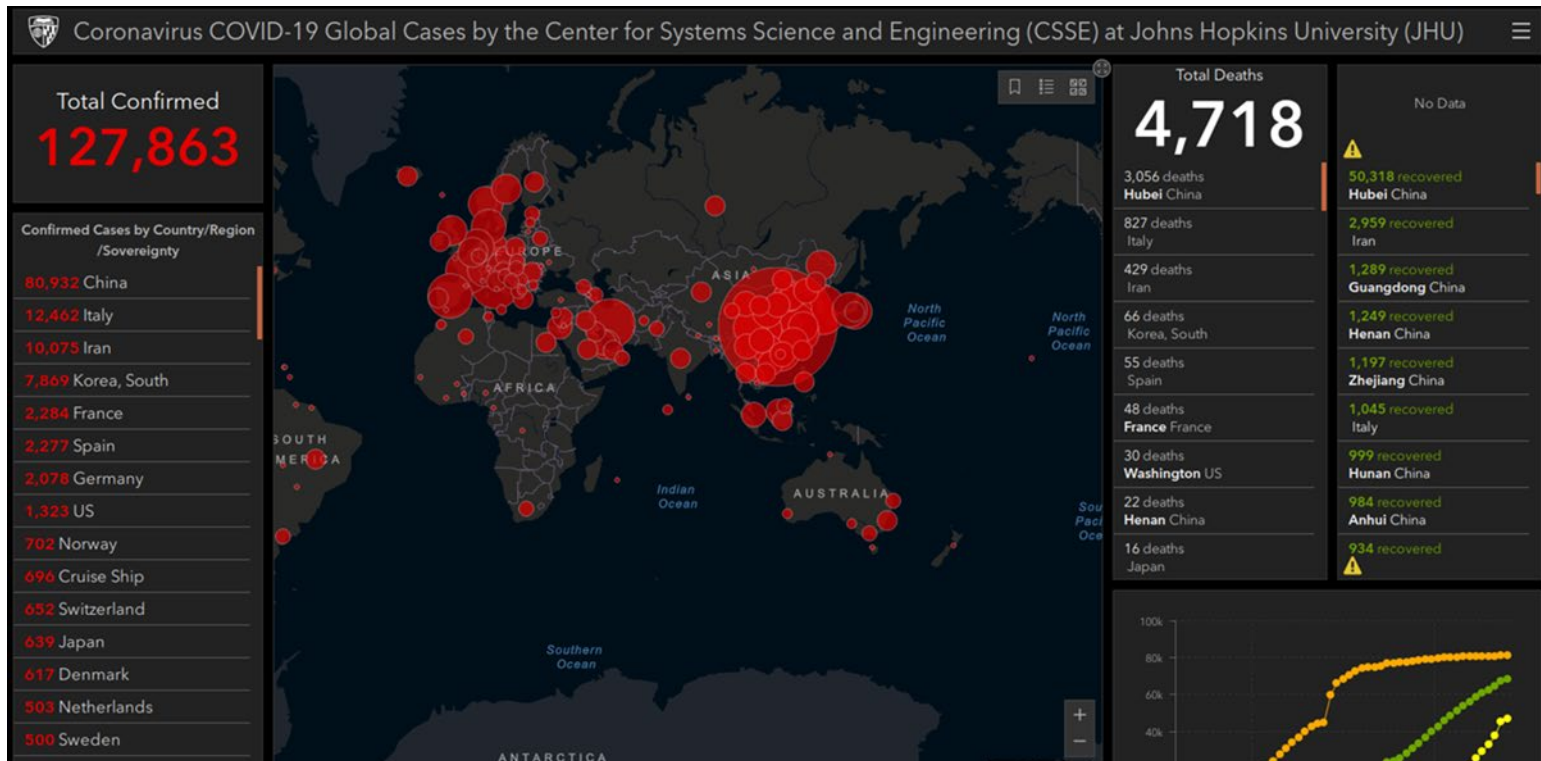 Coronavirus COVID-19 Global Cases by the Center for Systems Science and Engineering (CSSE) at Johns Hopkins University (JHU)
Total Confirmed
127,863
Confirmed Cases by Country/Region
/Sovereignty
80,932 China
12,462 Italy
10,075 Iran
7,869 Korea, South
2,284 France
2,277 Spain
2,078 Germany
1,323 US
702 Norway
696 Cruise Ship
652 Switzerland
639 Japan
617 Denmark
503 Netherlands
500 Sweden
EUROPE
ASIA
North
Pacific
Ocean
North
Pacific
Ocean
AFRICA
SOUTH
MERICA
Indian
Ocean
AUSTRALIA
Sou
Paci
Oce
Southern
Ocean
ANTARCTICA
+
−
Total Deaths
4,718
3,056 deaths
Hubei China
827 deaths
Italy
429 deaths
Iran
66 deaths
Korea, South
55 deaths
Spain
48 deaths
France France
30 deaths
Washington US
22 deaths
Henan China
16 deaths
Japan
No Data
50,318 recovered
Hubei China
2,959 recovered
Iran
1,289 recovered
Guangdong China
1,249 recovered
Henan China
1,197 recovered
Zhejiang China
1,045 recovered
Italy
999 recovered
Hunan China
984 recovered
Anhui China
934 recovered
100k
80k
60k
40k